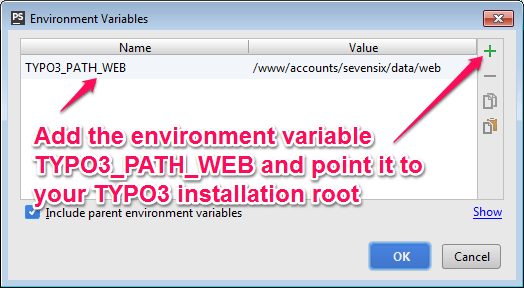 PS Environment Variables
Name Value
TYPO3_PATH_WEB /www/accounts/sevensix/data/web
Add the environment variable
TYPO3_PATH_WEB and point it to
your TYPO3 installation root
Include parent environment variables Show
OK Cancel